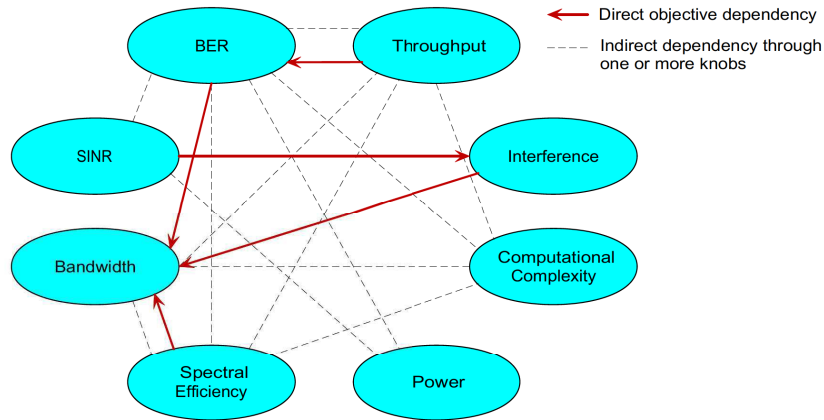 Direct objective dependency
Indirect dependency through
one or more knobs
BER
Throughput
SINR
Interference
Bandwidth
Computational
Complexity
Spectral
Efficiency
Power